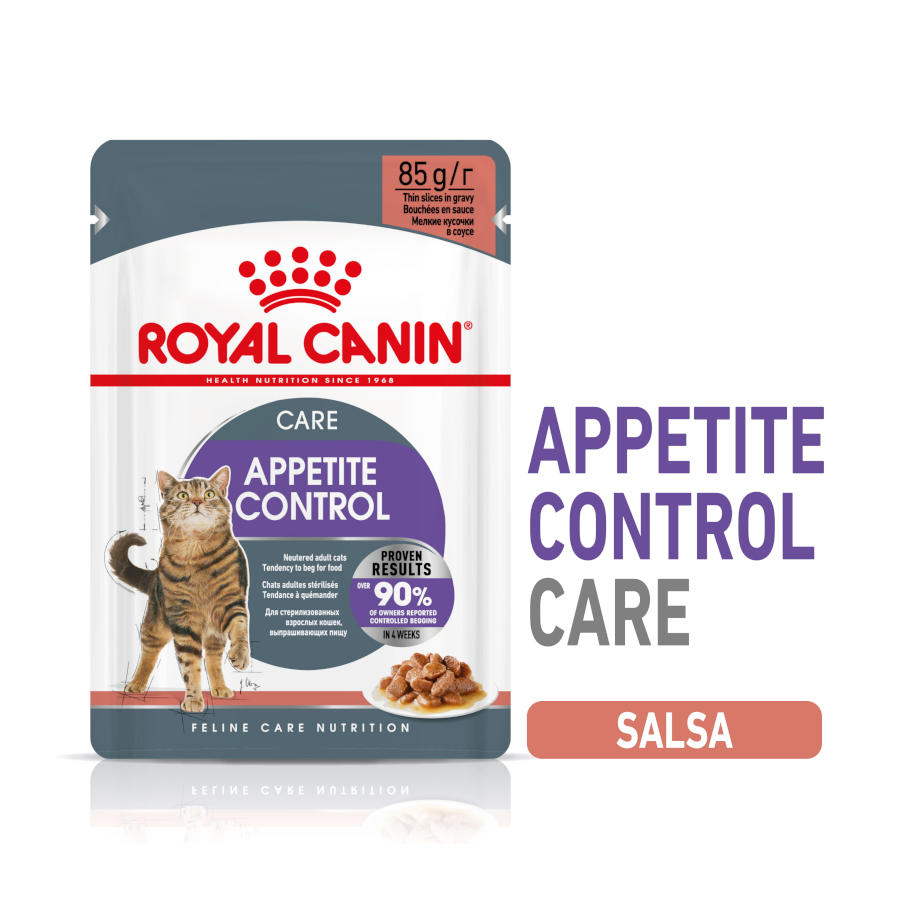 85 g/г
Thin slices in gravy
Bouchées en sauce
Мелкие кусочки
в соусе
ROYAL CANIN®
HEALTH NUTRITION SINCE 1968
CARE
APPETITE
CONTROL
Neutered adult cats
Tendency to beg for food
Chats adultes stérilisés
Tendance à quémander
Для стерилизованных
взрослых кошек,
выпрашивающих пищу
PROVEN
RESULTS
OVER 90%
OF OWNERS REPORTED
CONTROLLED BEGGING
IN 4 WEEKS
FELINE CARE NUTRITION
APPETITE
CONTROL
CARE
SALSA